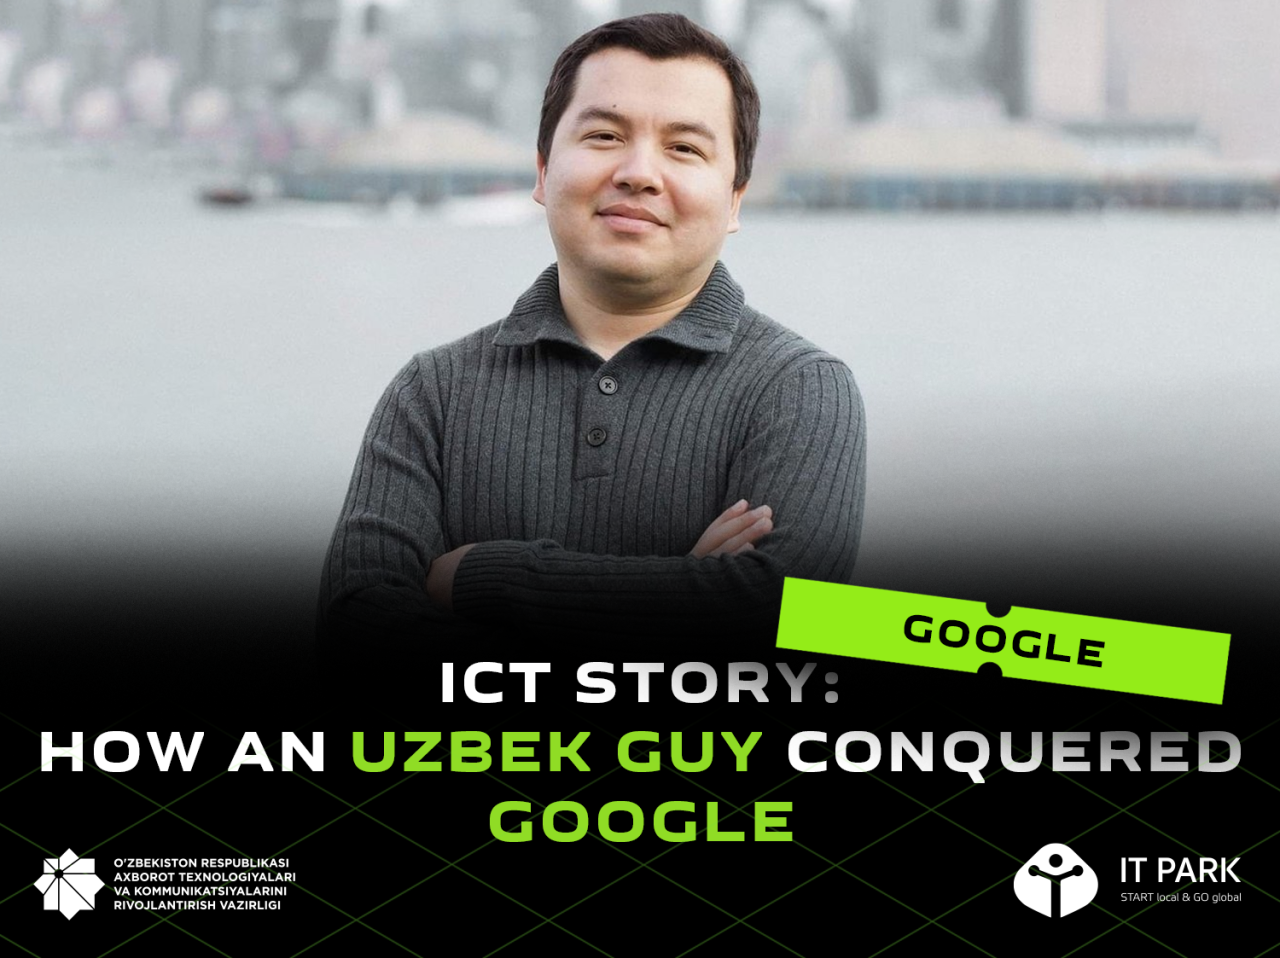 GOOGLE
ICT STORY:
HOW AN UZBEK GUY CONQUERED
GOOGLE
O'ZBEKISTON RESPUBLIKASI
AXBOROT TEXNOLOGIYALARI
VA KOMMUNIKATSIYALARINI
RIVOJLANTIRISH VAZIRLIGI
IT PARK
START local & GO global